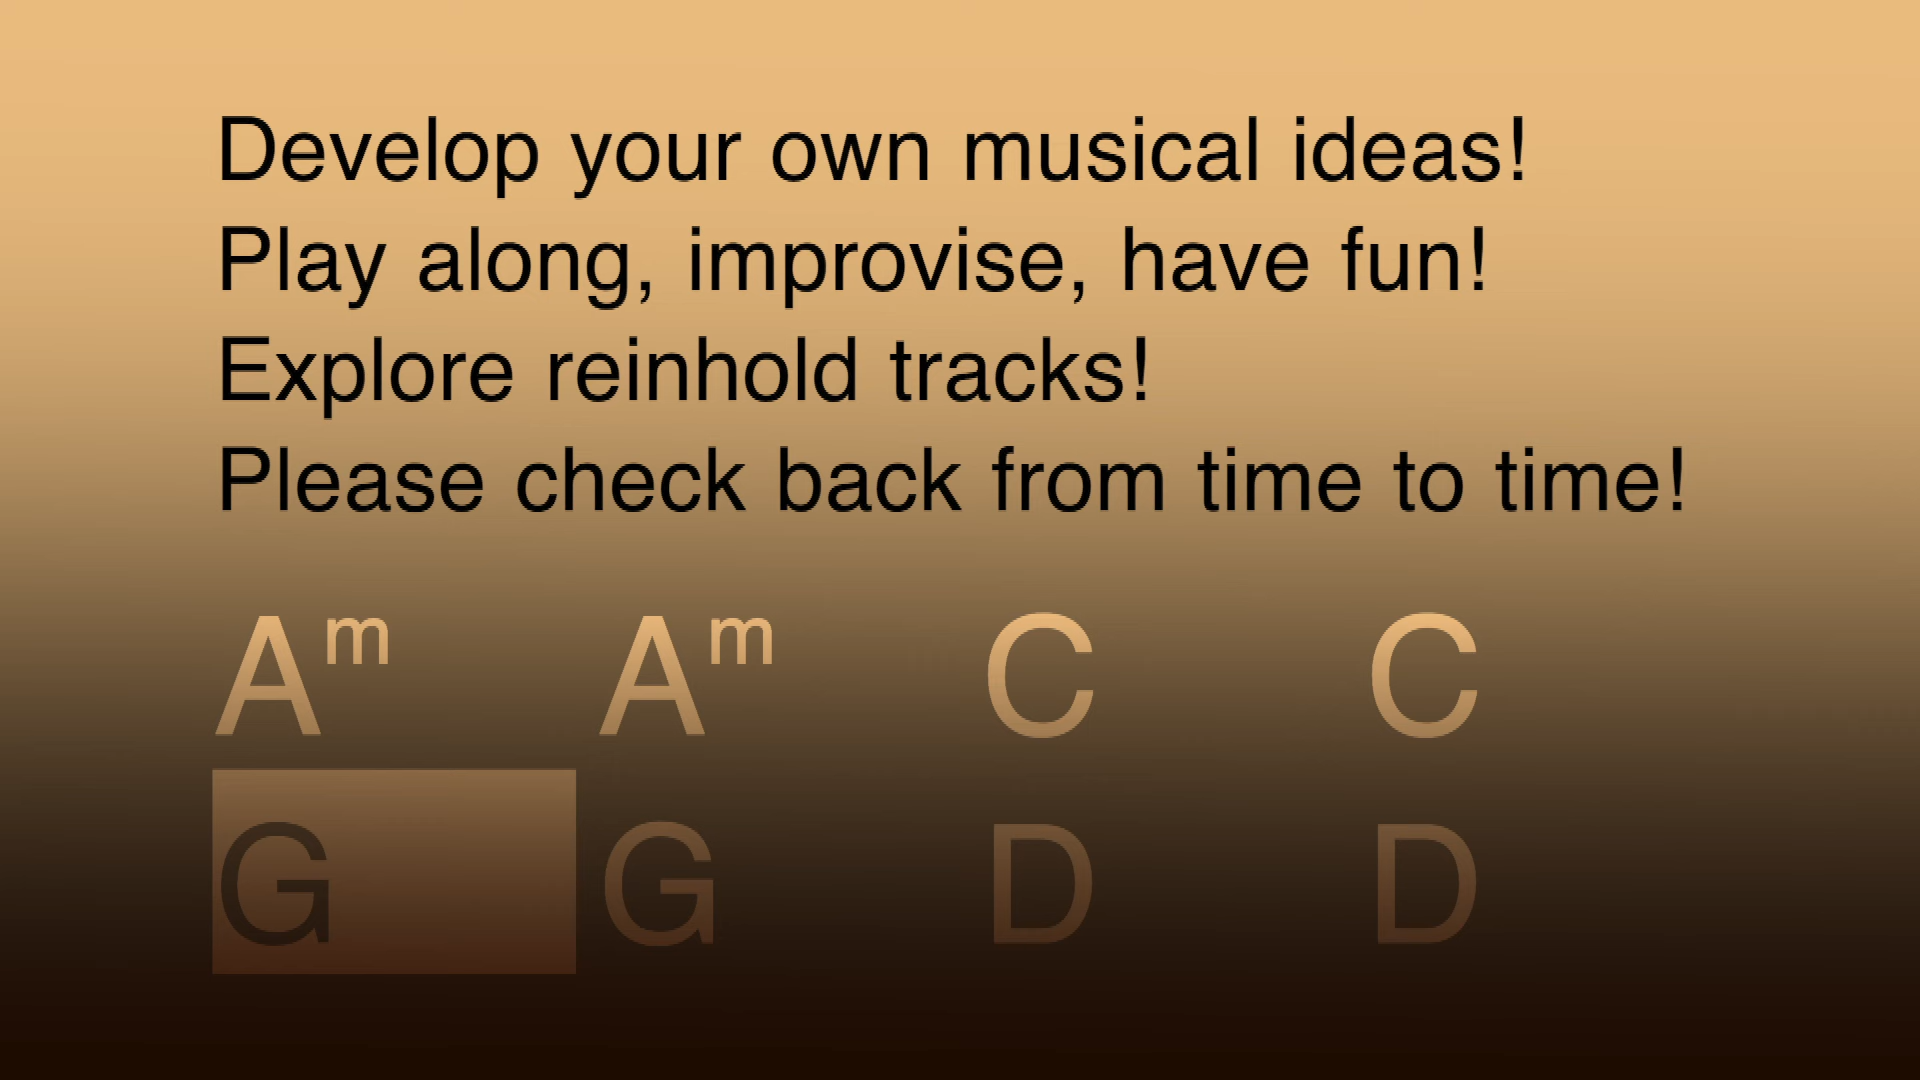 Develop your own musical ideas!
Play along, improvise, have fun!
Explore reinhold tracks!
Please check back from time to time!
Aᵐ Aᵐ C C
G G D D